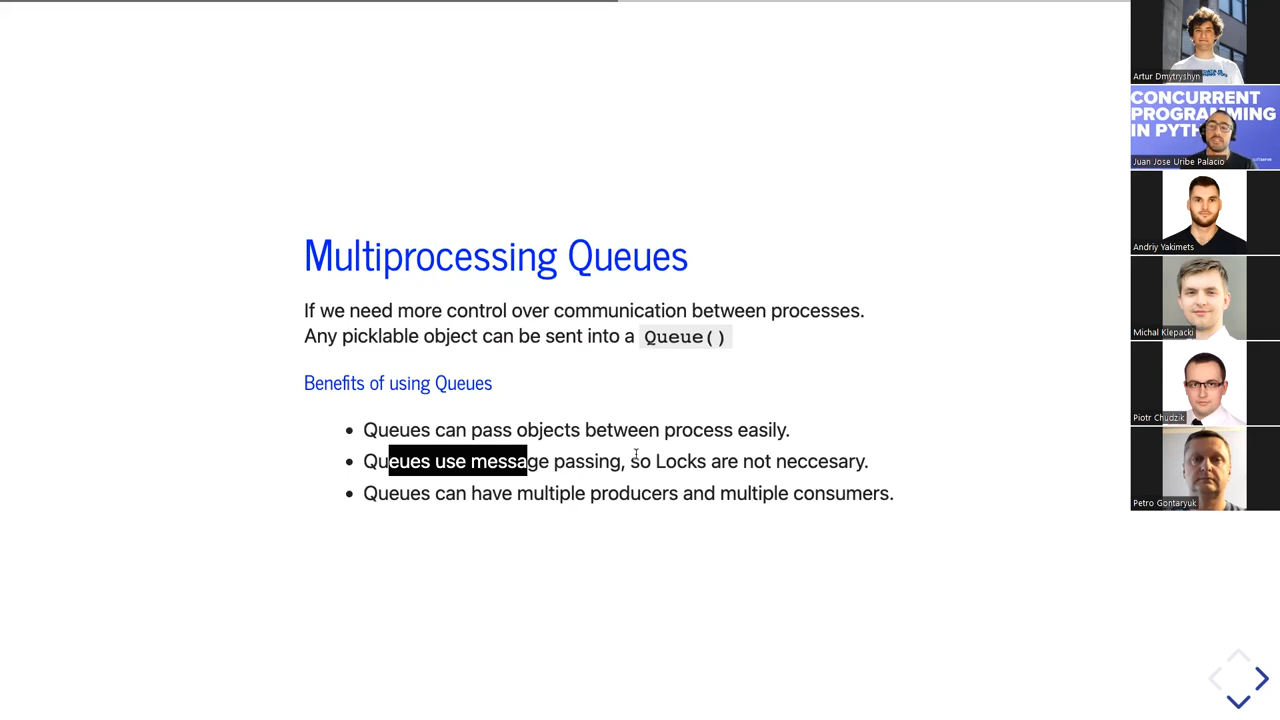 Multiprocessing Queues
If we need more control over communication between processes.
Any picklable object can be sent into a Queue()
Benefits of using Queues
• Queues can pass objects between process easily.
• Queues use message passing, so Locks are not neccesary.
• Queues can have multiple producers and multiple consumers.
Artur Dmytryshyn
CONCURRENT
PROGRAMMING
IN PYTH
Juan Jose Uribe Palacio
Andriy Yakimets
Michal Klepacki
Piotr Chudzik
Petro Gontaryuk